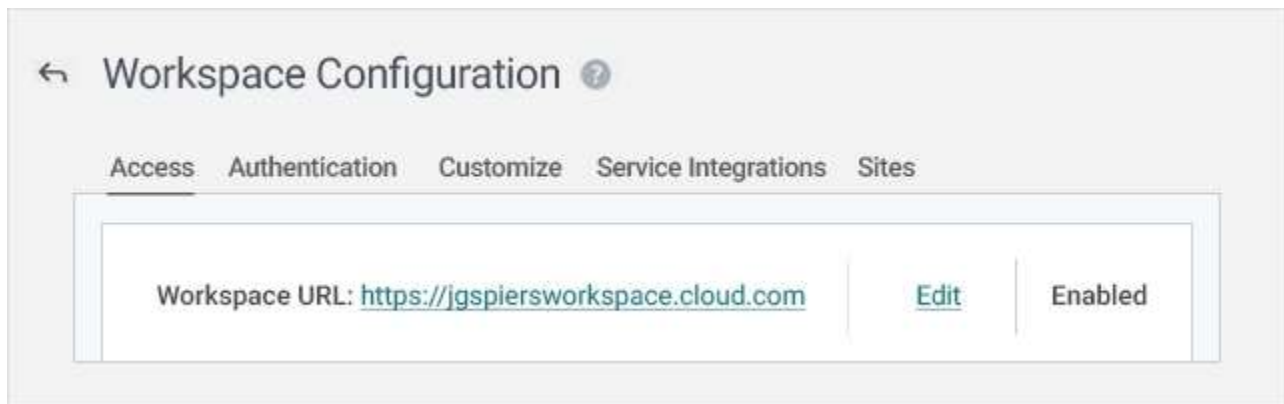 Workspace Configuration ?
Access Authentication Customize Service Integrations Sites
Workspace URL: https://jgspiersworkspace.cloud.com Edit Enabled